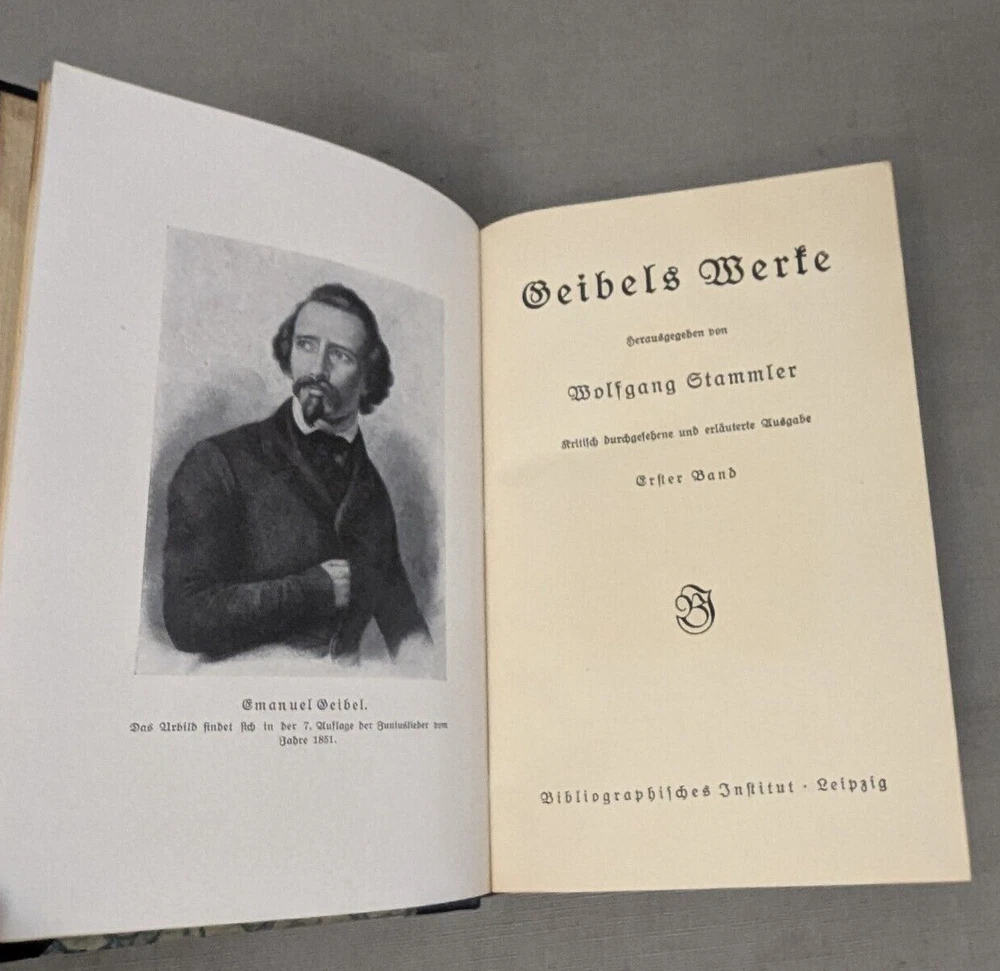 Emanuel Geibel.
Das Urbild findet sich in der 7. Auflage der Juniuslieder vom
Jahre 1851.
Geibels Werke
Herausgegeben von
Wolfgang Stammler
Kritisch durchgesehene und erläuterte Ausgabe
Erster Band
BI
Bibliographisches Institut · Leipzig